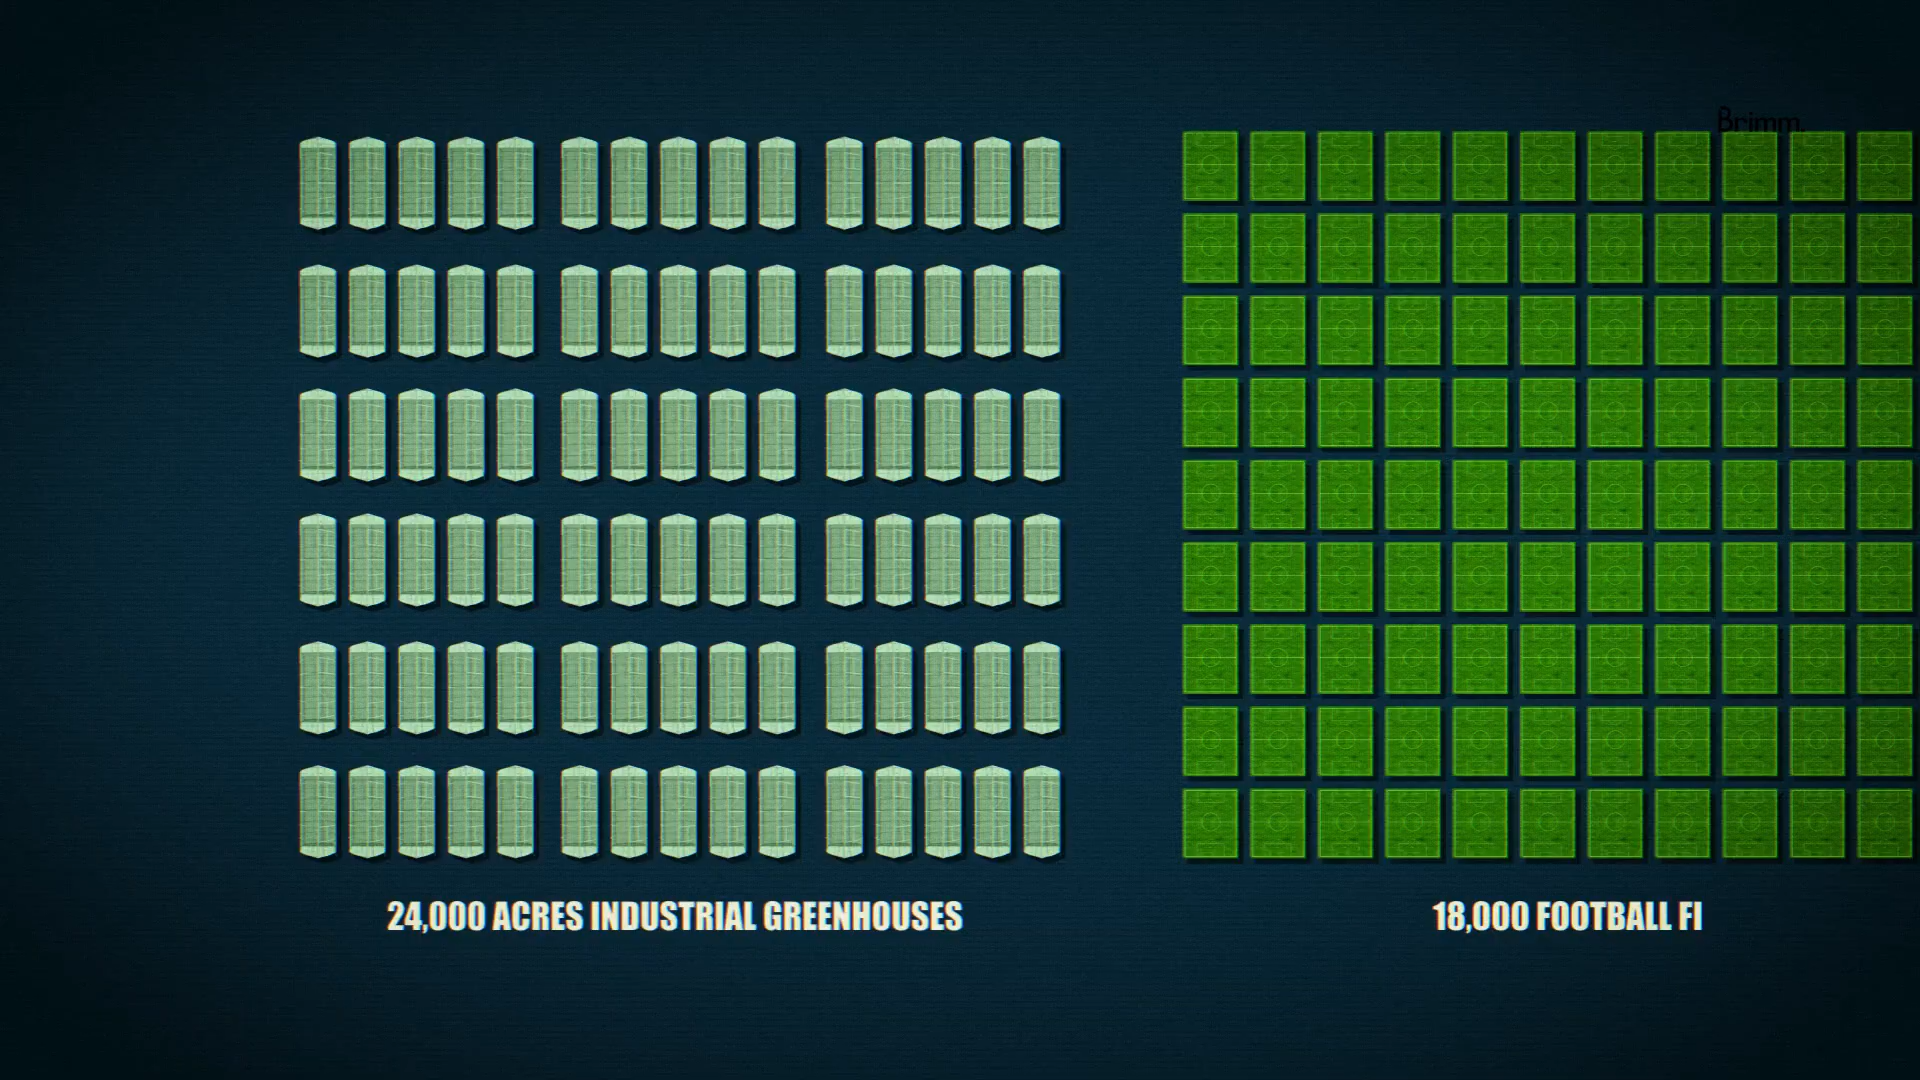 Brimm.
24,000 ACRES INDUSTRIAL GREENHOUSES
18,000 FOOTBALL FI